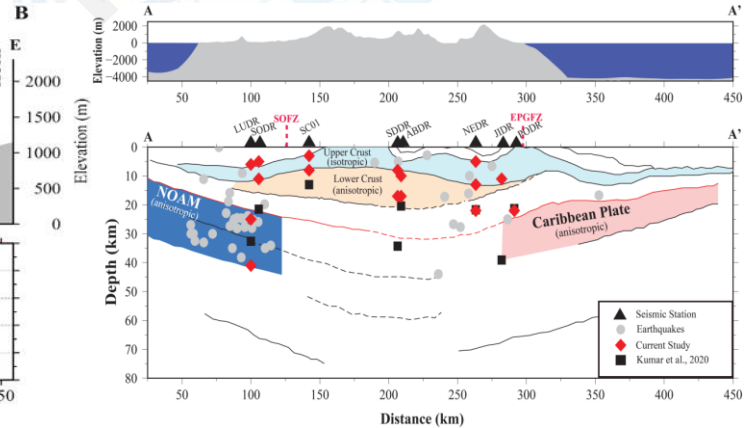 B
E
2000
1500
1000
500
0
Elevation (m)
50
A
A'
2000
0
−2000
−4000
Elevation (m)
50 100 150 200 250 300 350 400 450
SOFZ
EPGFZ
LUDR
SODR
SC01
SDDR
ABDR
NEDR
JIDR
A
A'
0
10
20
30
40
50
60
70
80
Depth (km)
Upper Crust
(isotropic)
Lower Crust
(anisotropic)
NOAM
(anisotropic)
Caribbean Plate
(anisotropic)
Seismic Station
Earthquakes
Current Study
Kumar et al., 2020
50 100 150 200 250 300 350 400 450
Distance (km)